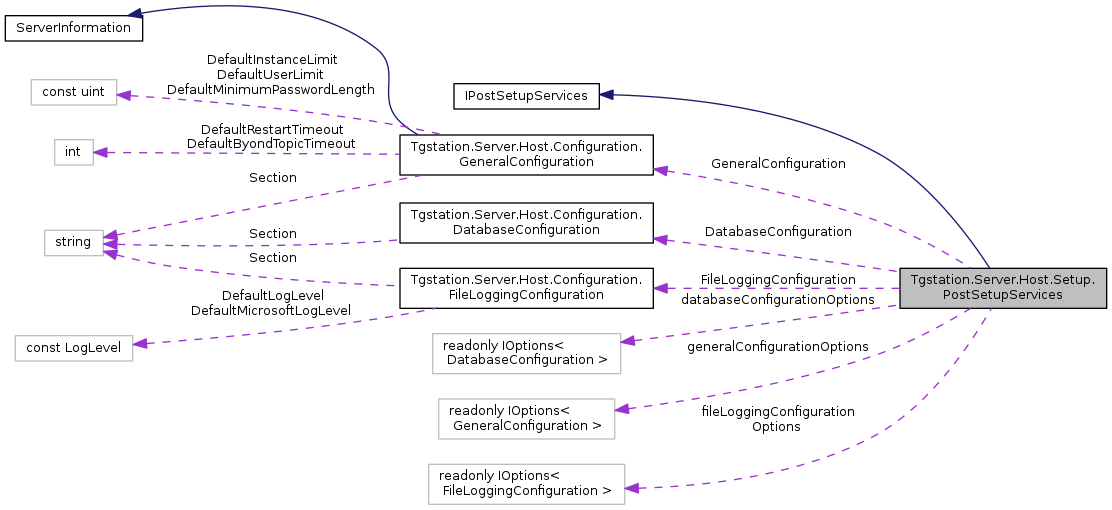 ServerInformation
DefaultInstanceLimit
DefaultUserLimit
DefaultMinimumPasswordLength
const uint
IPostSetupServices
DefaultRestartTimeout
DefaultByondTopicTimeout
int
Tgstation.Server.Host.Configuration.
GeneralConfiguration
GeneralConfiguration
Section
Tgstation.Server.Host.Configuration.
DatabaseConfiguration
DatabaseConfiguration
Section
string
Section
Tgstation.Server.Host.Configuration.
FileLoggingConfiguration
FileLoggingConfiguration
Tgstation.Server.Host.Setup.
PostSetupServices
databaseConfigurationOptions
DefaultLogLevel
DefaultMicrosoftLogLevel
const LogLevel
readonly IOptions<
DatabaseConfiguration >
generalConfigurationOptions
readonly IOptions<
GeneralConfiguration >
fileLoggingConfiguration
Options
readonly IOptions<
FileLoggingConfiguration >